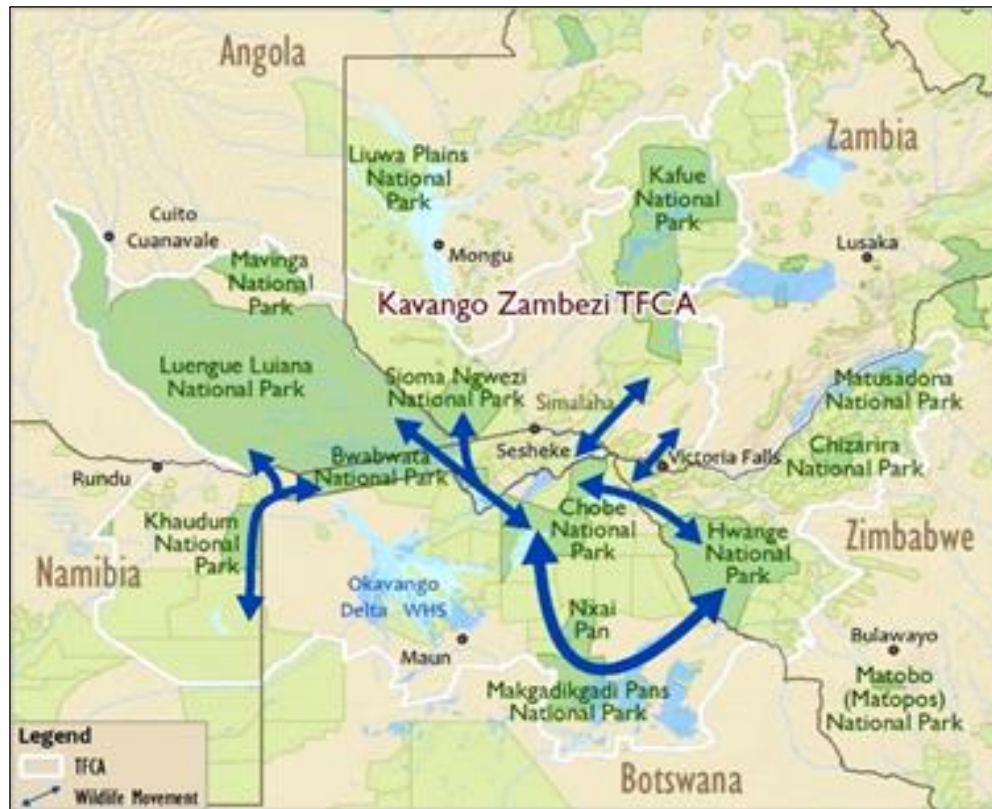 Angola
Zambia
Liuwa Plains
National
Park
Kafue
National
Park
Cuito
Cuanavale
Mongu
Lusaka
Mavinga
National
Park
Kavango Zambezi TFCA
Luengue Luiana
National Park
Sioma Ngwezi
National Park
Simalaha
Matusadona
National Park
Sesheke
Victoria Falls
Chizarira
National Park
Bwabwata
National Park
Rundu
Khaudum
National
Park
Chobe
National
Park
Hwange
National
Park
Zimbabwe
Namibia
Okavango
Delta WHS
Nxai
Pan
Maun
Bulawayo
Makgadikgadi Pans
National Park
Matobo
(Matopos)
National Park
Botswana
Legend
TFCA
Wildlife Movement